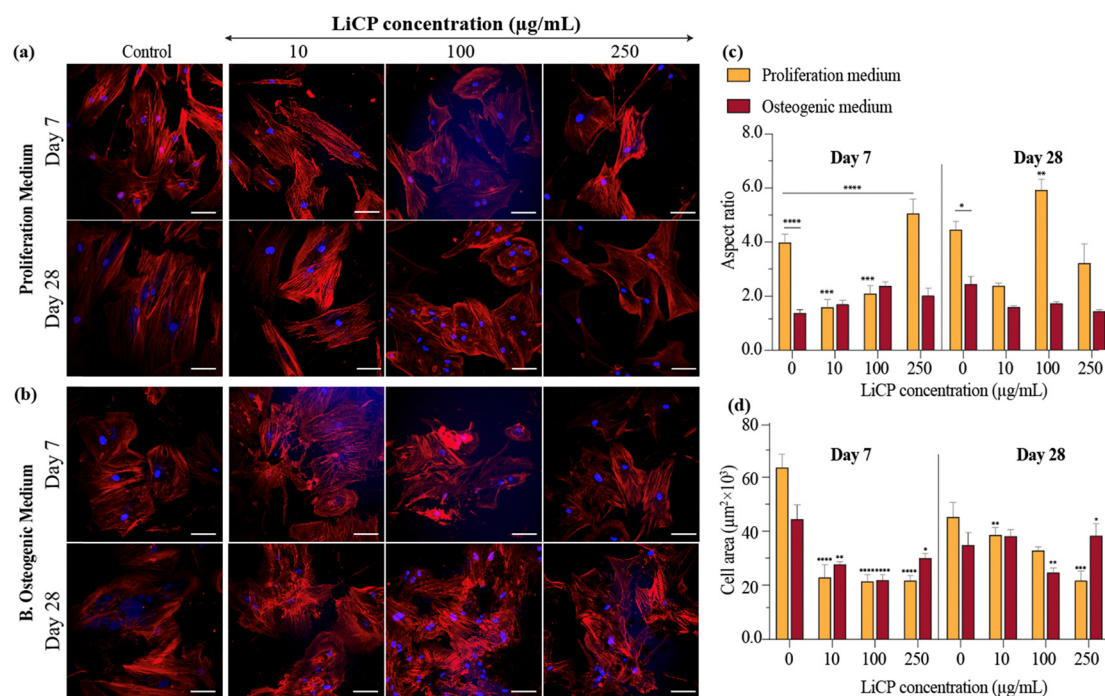 LiCP concentration (µg/mL)
(a)
Control
10
100
250
Proliferation Medium
Day 7
Day 28
(b)
B. Osteogenic Medium
Day 7
Day 28
(c)
Proliferation medium
Osteogenic medium
8.0
6.0
4.0
2.0
0.0
Aspect ratio
Day 7
Day 28
****
****
***
***
*
**
0 10 100 250 0 10 100 250
LiCP concentration (µg/mL)
(d)
80
60
40
20
0.0
Cell area (µm²×10³)
Day 7
Day 28
**** ** ******** **** * ** ** *** *
0 10 100 250 0 10 100 250
LiCP concentration (µg/mL)